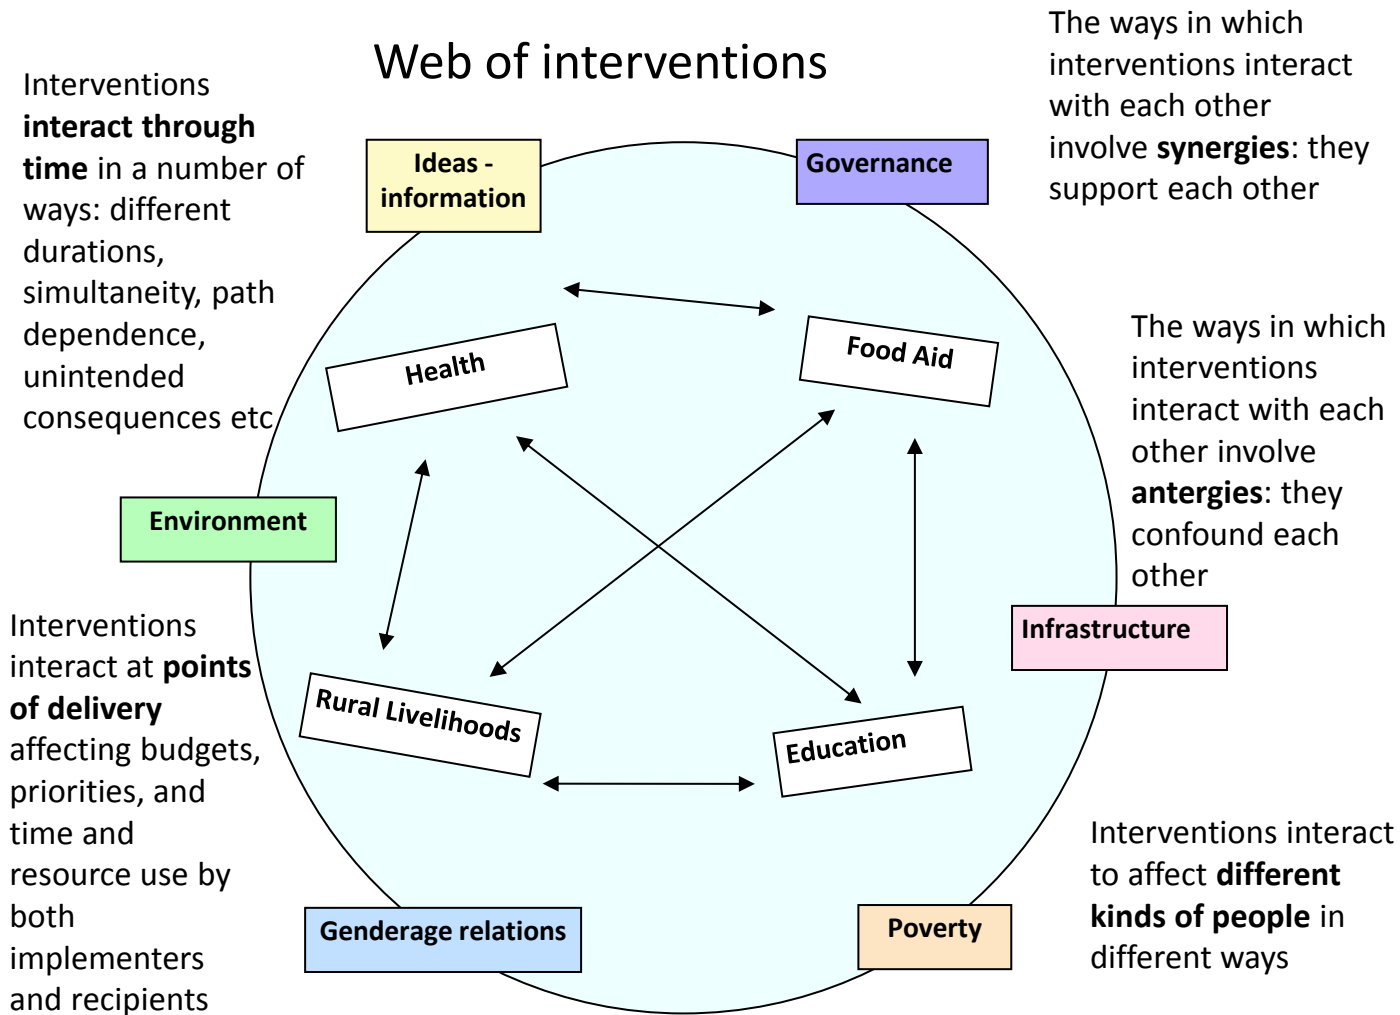 Web of interventions
Interventions
interact through
time in a number of
ways: different
durations,
simultaneity, path
dependence,
unintended
consequences etc
The ways in which
interventions interact
with each other
involve synergies: they
support each other
Ideas -
information
Governance
Health
Food Aid
The ways in which
interventions
interact with each
other involve
antergies: they
confound each
other
Environment
Infrastructure
Interventions
interact at points
of delivery
affecting budgets,
priorities, and
time and
resource use by
both
implementers
and recipients
Rural Livelihoods
Education
Genderage relations
Poverty
Interventions interact
to affect different
kinds of people in
different ways